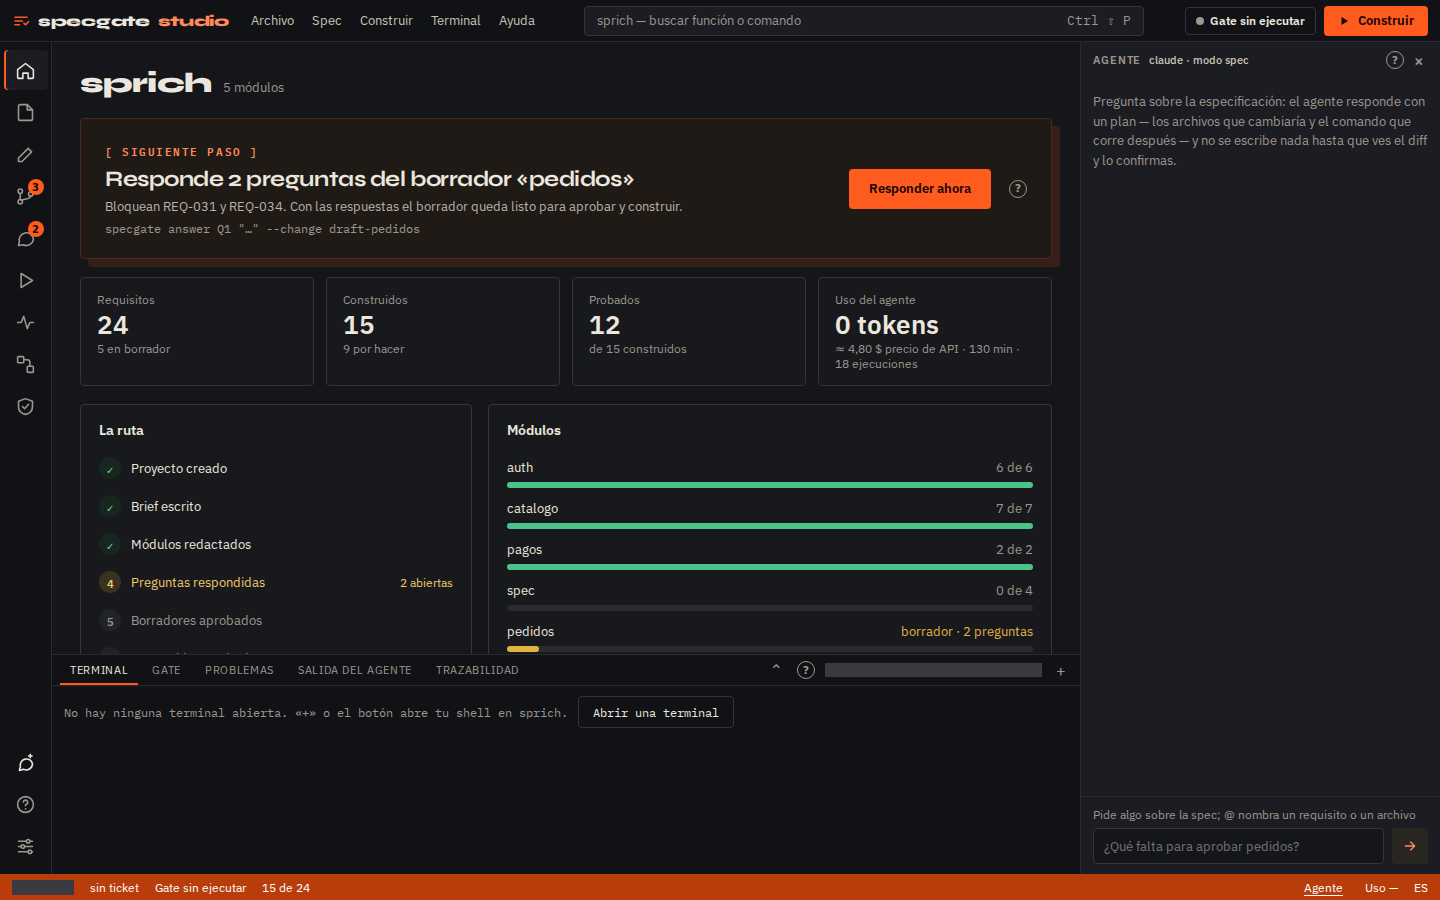 specgate studio
Archivo Spec Construir Terminal Ayuda
sprich — buscar función o comando Ctrl ⇧ P
Gate sin ejecutar
Construir
3
2
sprich 5 módulos
[ SIGUIENTE PASO ]
Responde 2 preguntas del borrador «pedidos»
Bloquean REQ-031 y REQ-034. Con las respuestas el borrador queda listo para aprobar y construir.
specgate answer Q1 "…" --change draft-pedidos
Responder ahora
?
Requisitos
24
5 en borrador
Construidos
15
9 por hacer
Probados
12
de 15 construidos
Uso del agente
0 tokens
≈ 4,80 $ precio de API · 130 min ·
18 ejecuciones
La ruta
✓ Proyecto creado
✓ Brief escrito
✓ Módulos redactados
4 Preguntas respondidas 2 abiertas
5 Borradores aprobados
Módulos
auth 6 de 6
catalogo 7 de 7
pagos 2 de 2
spec 0 de 4
pedidos borrador · 2 preguntas
TERMINAL GATE PROBLEMAS SALIDA DEL AGENTE TRAZABILIDAD
? +
No hay ninguna terminal abierta. «+» o el botón abre tu shell en sprich.
Abrir una terminal
AGENTE claude · modo spec
? ×
Pregunta sobre la especificación: el agente responde con
un plan — los archivos que cambiaría y el comando que
corre después — y no se escribe nada hasta que ves el diff
y lo confirmas.
Pide algo sobre la spec; @ nombra un requisito o un archivo
¿Qué falta para aprobar pedidos?
→
sin ticket Gate sin ejecutar 15 de 24
Agente Uso — ES